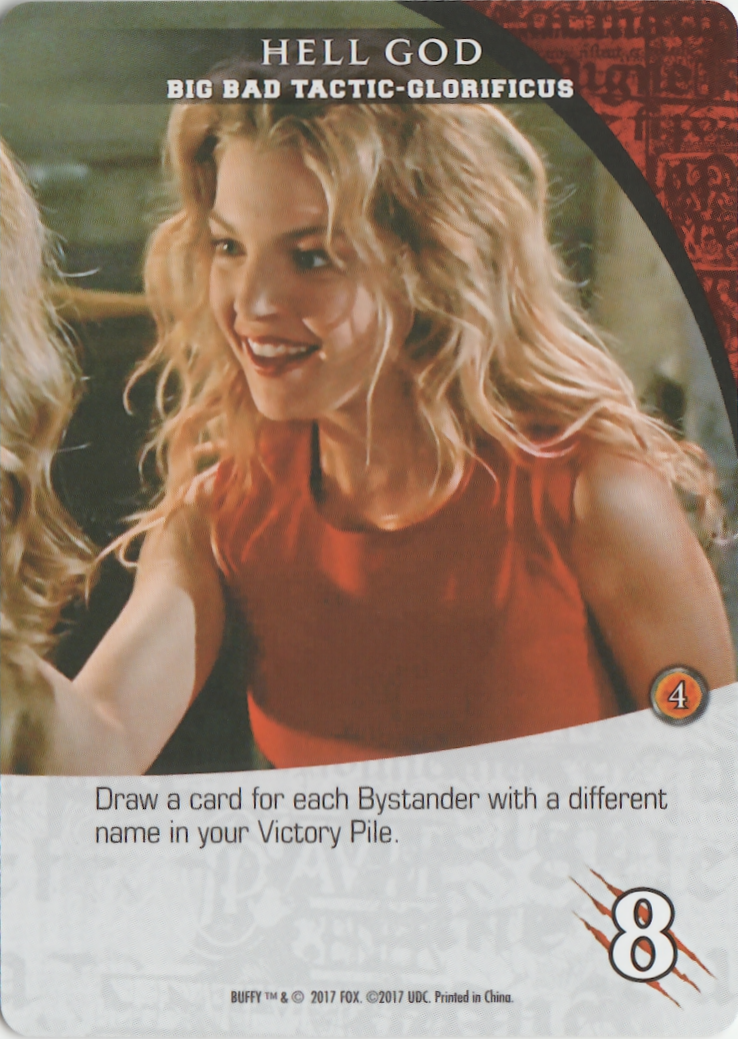 HELL GOD
BIG BAD TACTIC-GLORIFICUS
4
Draw a card for each Bystander with a different
name in your Victory Pile.
8
BUFFY ™ & © 2017 FOX. ©2017 UDC. Printed in China.